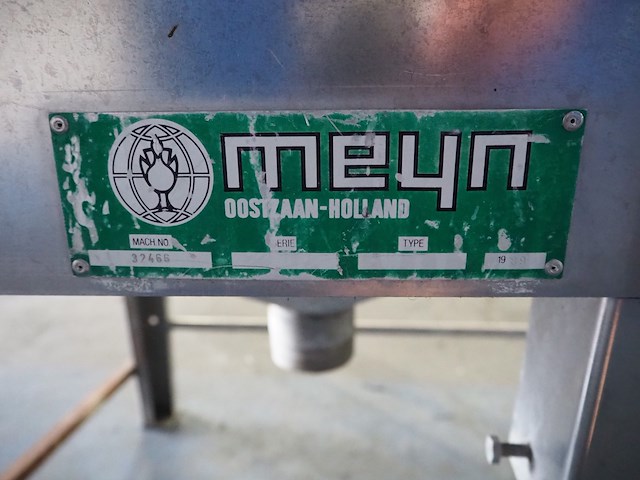 meyn
OOSTZAAN-HOLLAND
MACH.NO ERIE TYPE
32466 19